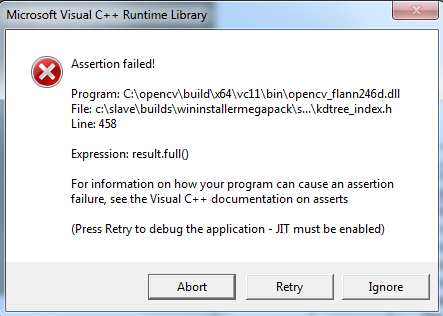 Microsoft Visual C++ Runtime Library
Assertion failed!
Program: C:\opencv\build\x64\vc11\bin\opencv_flann246d.dll
File: c:\slave\builds\wininstallermegapack\s...\kdtree_index.h
Line: 458
Expression: result.full()
For information on how your program can cause an assertion
failure, see the Visual C++ documentation on asserts
(Press Retry to debug the application - JIT must be enabled)
Abort
Retry
Ignore